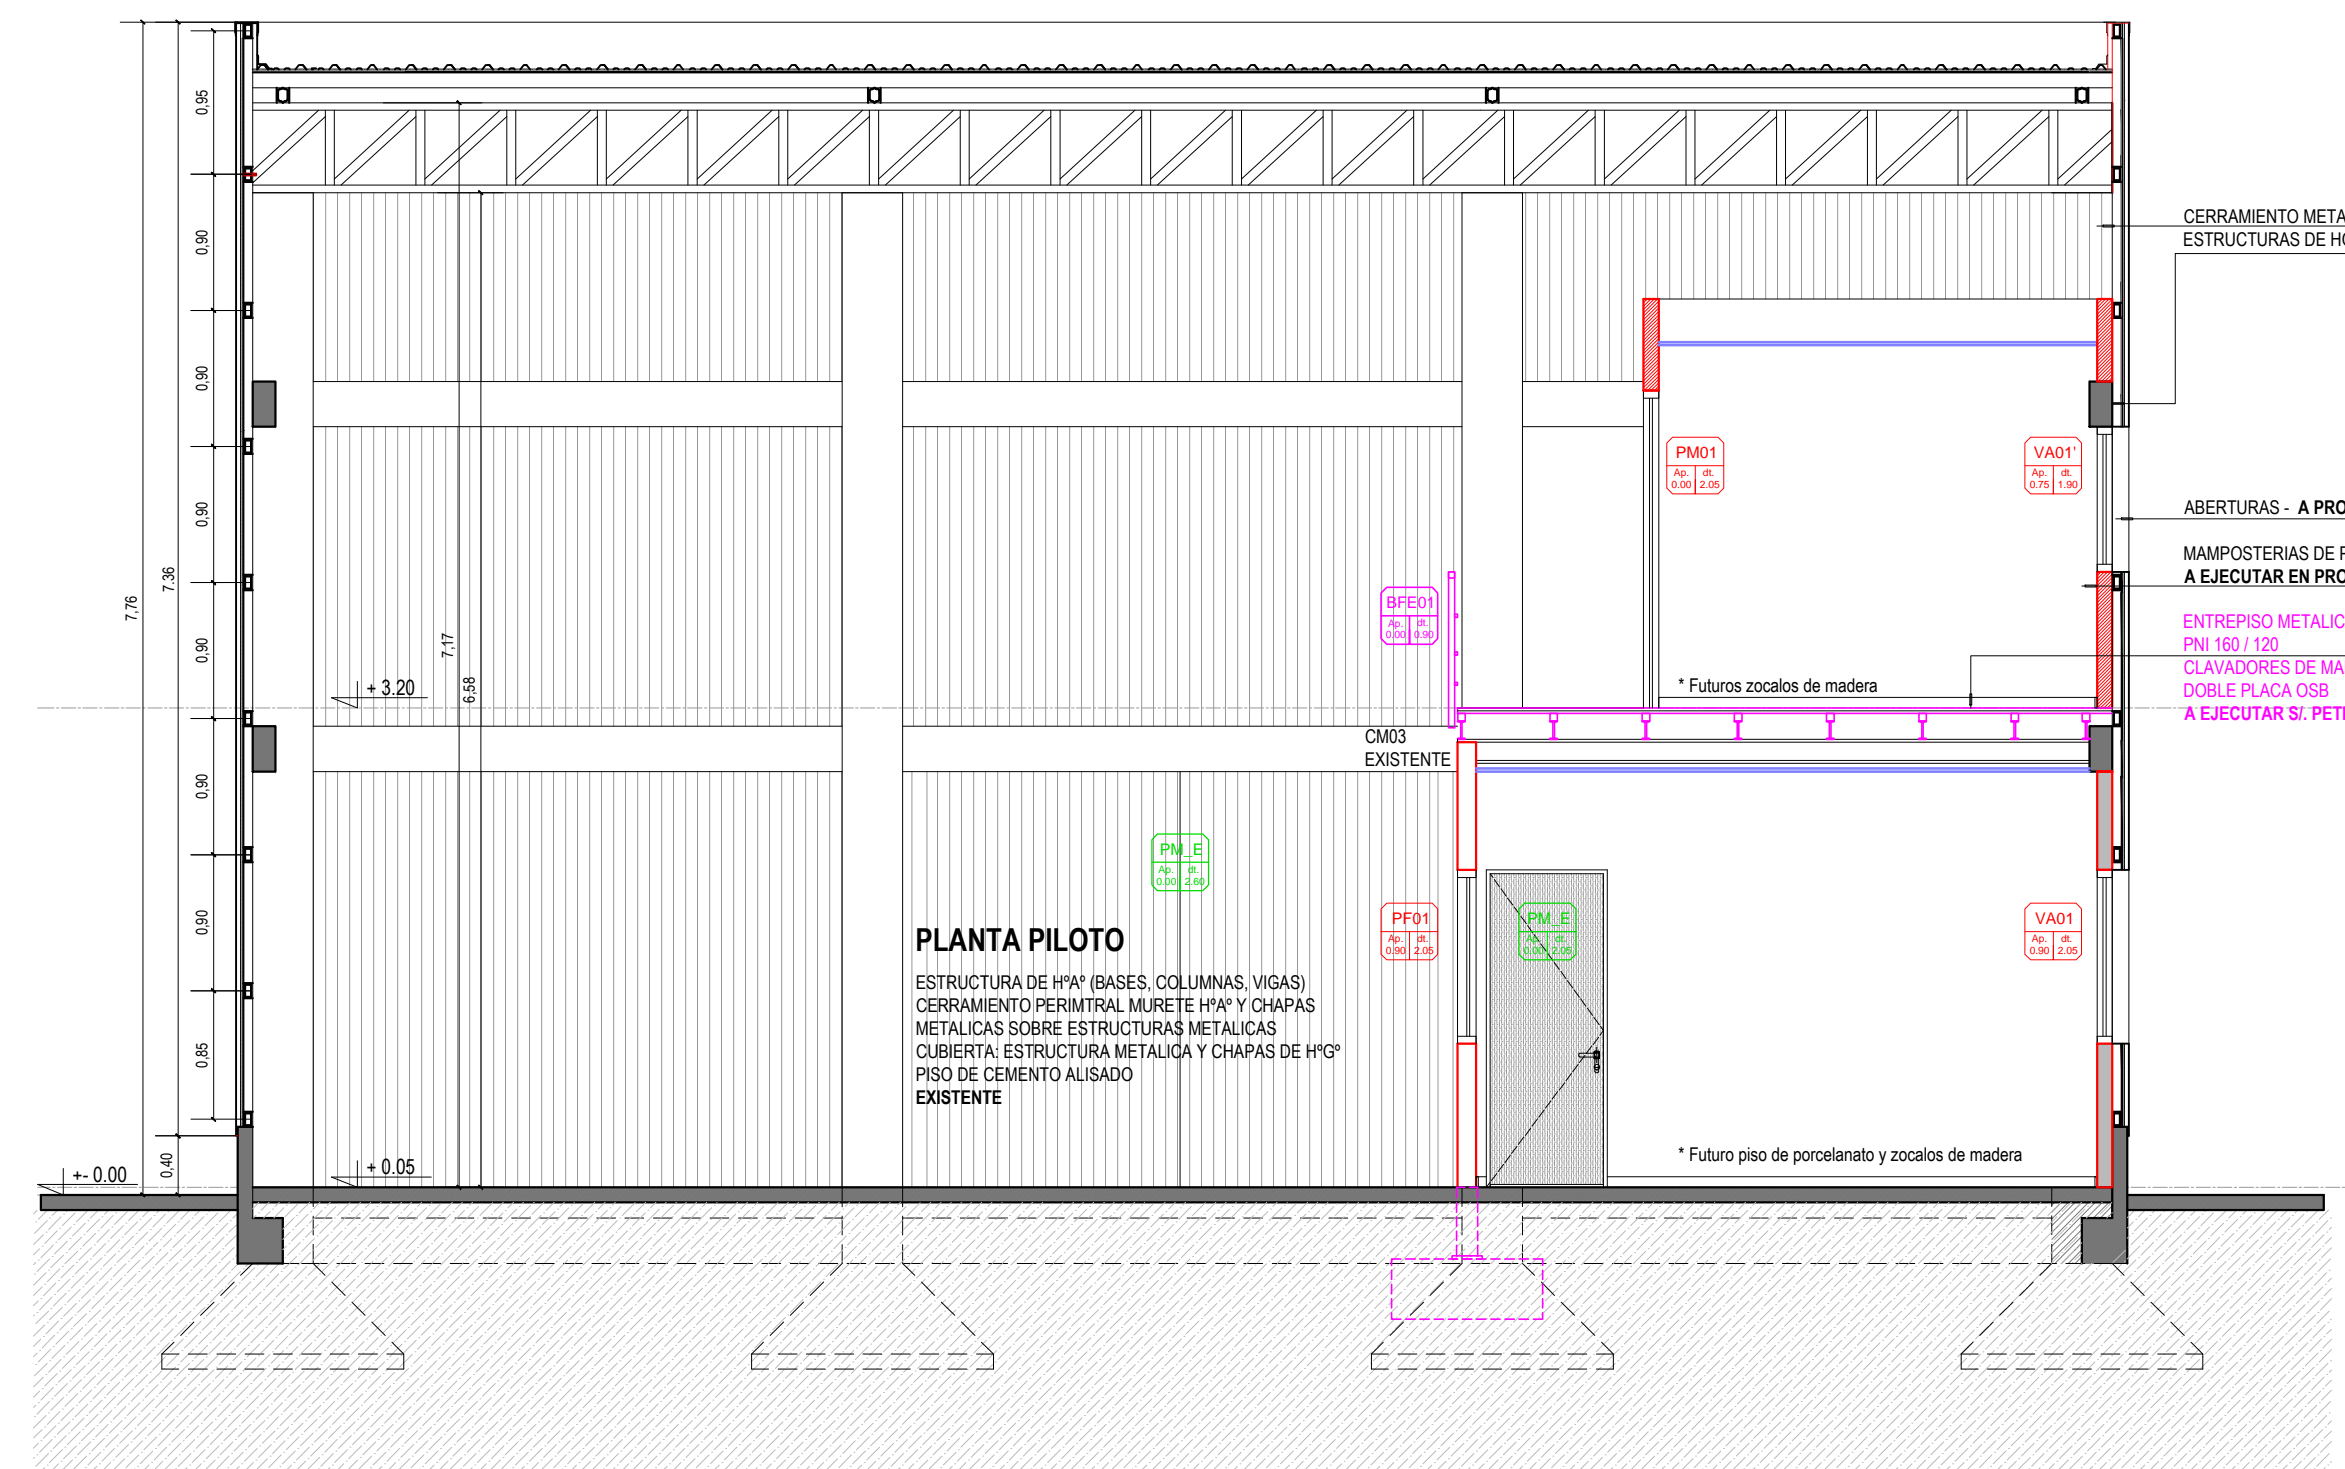 0,95
0,90
0,90
0,90
0,90
0,90
0,90
0,85
7,76
7.36
0,40
7,17
6,58
+ 3.20
+ 0.05
+- 0.00
CERRAMIENTO META
ESTRUCTURAS DE H
PM01
Ap. dt.
0.00 2.05
VA01'
Ap. dt.
0.75 1.90
ABERTURAS - A PRO
MAMPOSTERIAS DE
A EJECUTAR EN PRO
BFE01
Ap. dt.
0.00 0.90
ENTREPISO METALIC
PNI 160 / 120
CLAVADORES DE MA
DOBLE PLACA OSB
A EJECUTAR S/. PET
* Futuros zocalos de madera
CM03
EXISTENTE
PM_E
Ap. dt.
0.00 2.60
PF01
Ap. dt.
0.90 2.05
PM_E
Ap. dt.
0.00 2.05
VA01
Ap. dt.
0.90 2.05
PLANTA PILOTO
ESTRUCTURA DE HºAº (BASES, COLUMNAS, VIGAS)
CERRAMIENTO PERIMTRAL MURETE HºAº Y CHAPAS
METALICAS SOBRE ESTRUCTURAS METALICAS
CUBIERTA: ESTRUCTURA METALICA Y CHAPAS DE HºGº
PISO DE CEMENTO ALISADO
EXISTENTE
* Futuro piso de porcelanato y zocalos de madera